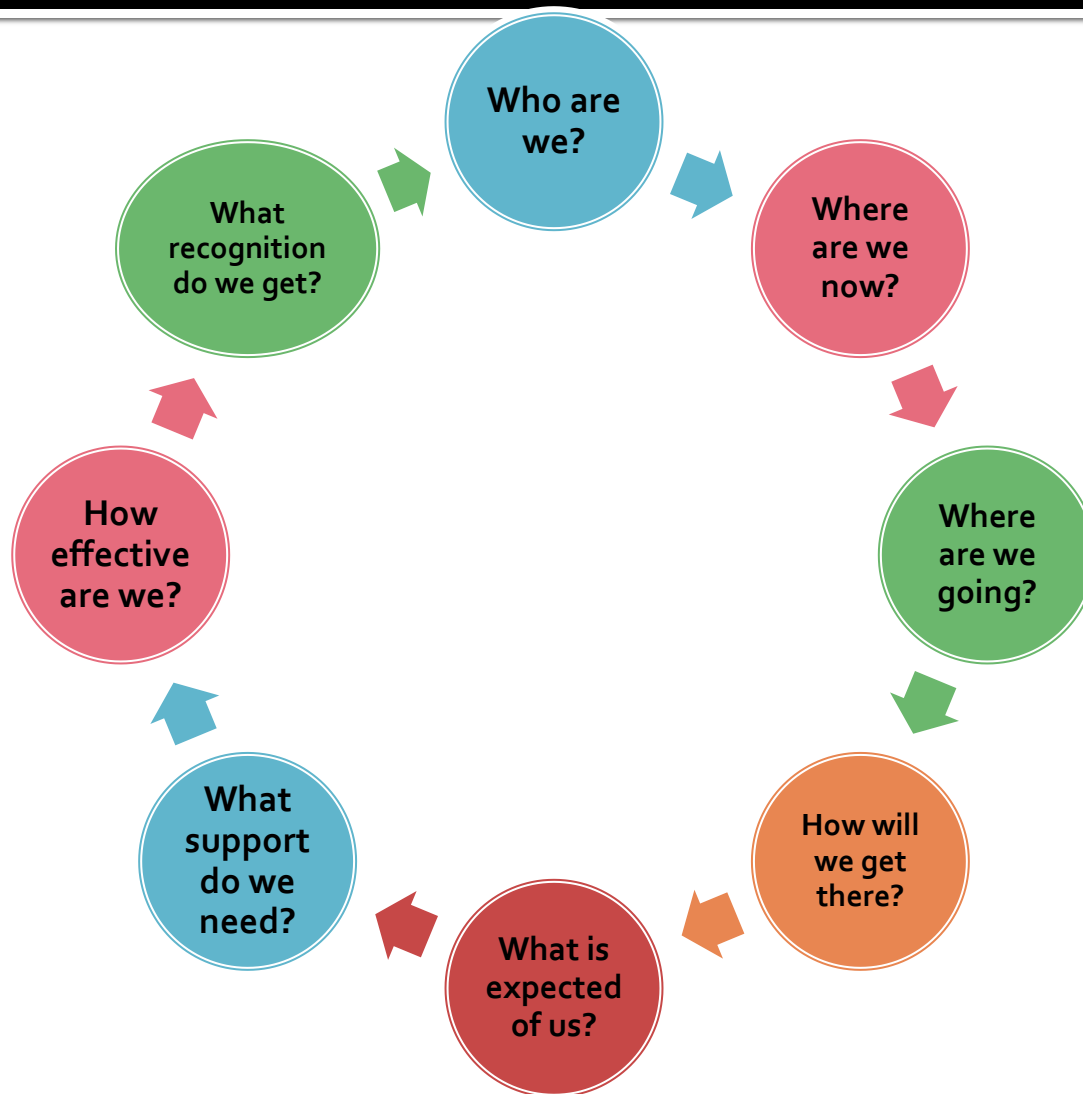 Who are
we?
Where
are we
now?
Where
are we
going?
How will
we get
there?
What is
expected
of us?
What
support
do we
need?
How
effective
are we?
What
recognition
do we get?